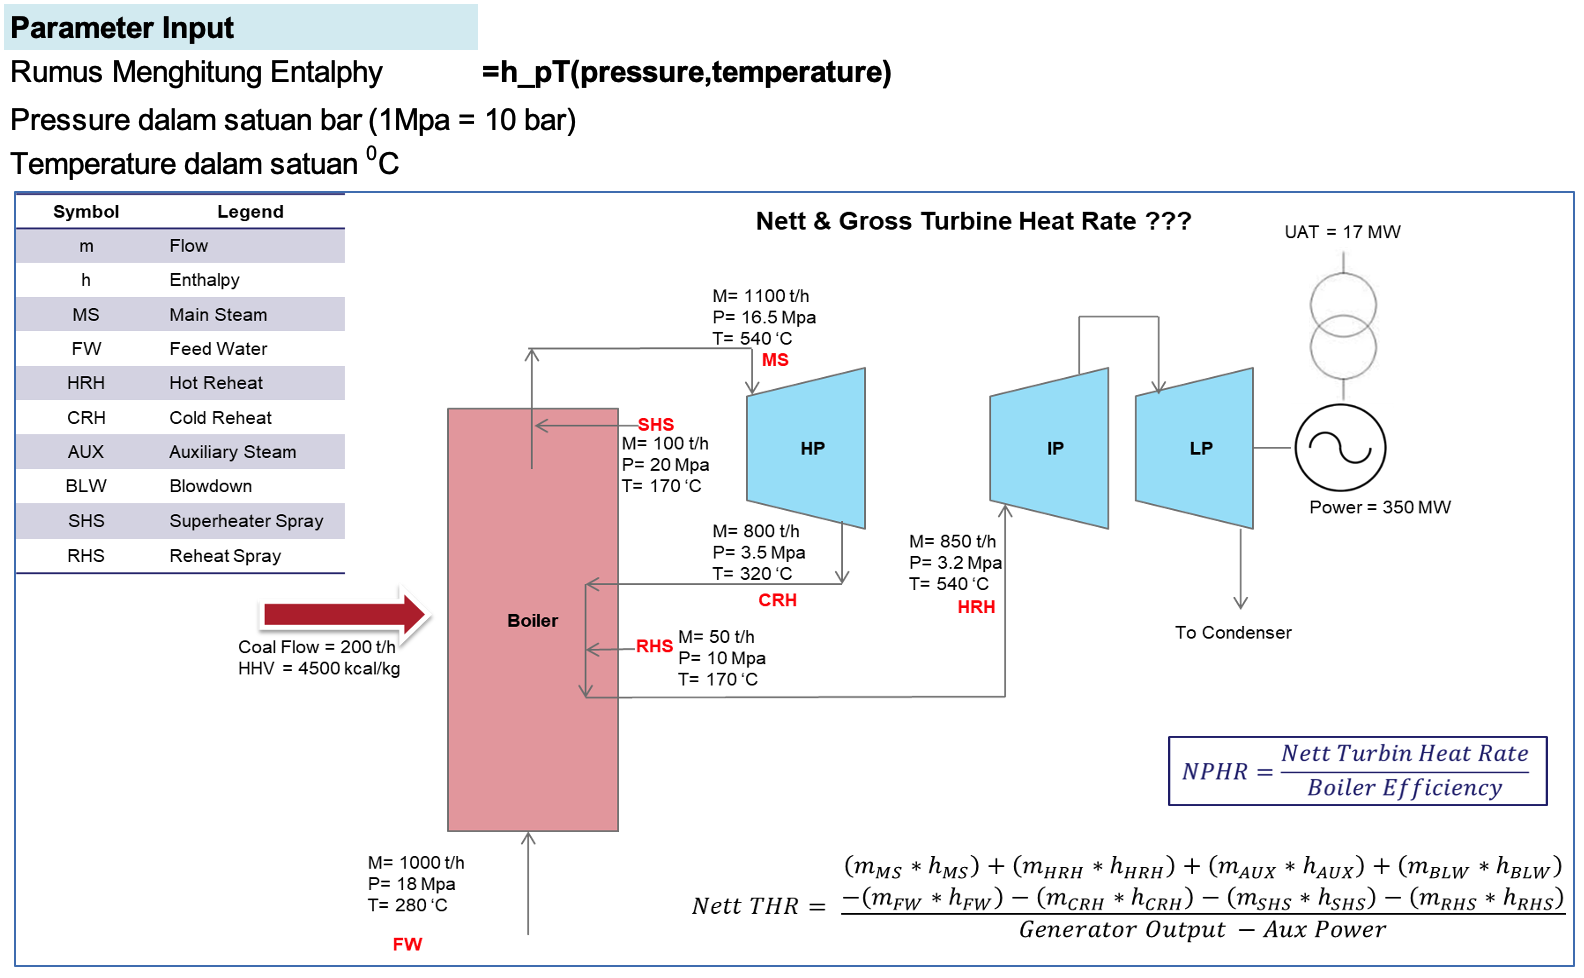 Parameter Input
Rumus Menghitung Entalphy =h_pT(pressure,temperature)
Pressure dalam satuan bar (1Mpa = 10 bar)
Temperature dalam satuan ⁰C
Symbol Legend
m Flow
h Enthalpy
MS Main Steam
FW Feed Water
HRH Hot Reheat
CRH Cold Reheat
AUX Auxiliary Steam
BLW Blowdown
SHS Superheater Spray
RHS Reheat Spray
Nett & Gross Turbine Heat Rate ???
UAT = 17 MW
M= 1100 t/h
P= 16.5 Mpa
T= 540 ‘C
MS
SHS
M= 100 t/h
P= 20 Mpa
T= 170 ‘C
HP
IP
LP
Power = 350 MW
M= 800 t/h
P= 3.5 Mpa
T= 320 ‘C
CRH
M= 850 t/h
P= 3.2 Mpa
T= 540 ‘C
HRH
Boiler
To Condenser
Coal Flow = 200 t/h
HHV = 4500 kcal/kg
RHS
M= 50 t/h
P= 10 Mpa
T= 170 ‘C
NPHR = Nett Turbin Heat Rate
Boiler Efficiency
M= 1000 t/h
P= 18 Mpa
T= 280 ‘C
FW
(m_MS * h_MS) + (m_HRH * h_HRH) + (m_AUX * h_AUX) + (m_BLW * h_BLW)
Nett THR = −(m_FW * h_FW) − (m_CRH * h_CRH) − (m_SHS * h_SHS) − (m_RHS * h_RHS)
Generator Output − Aux Power